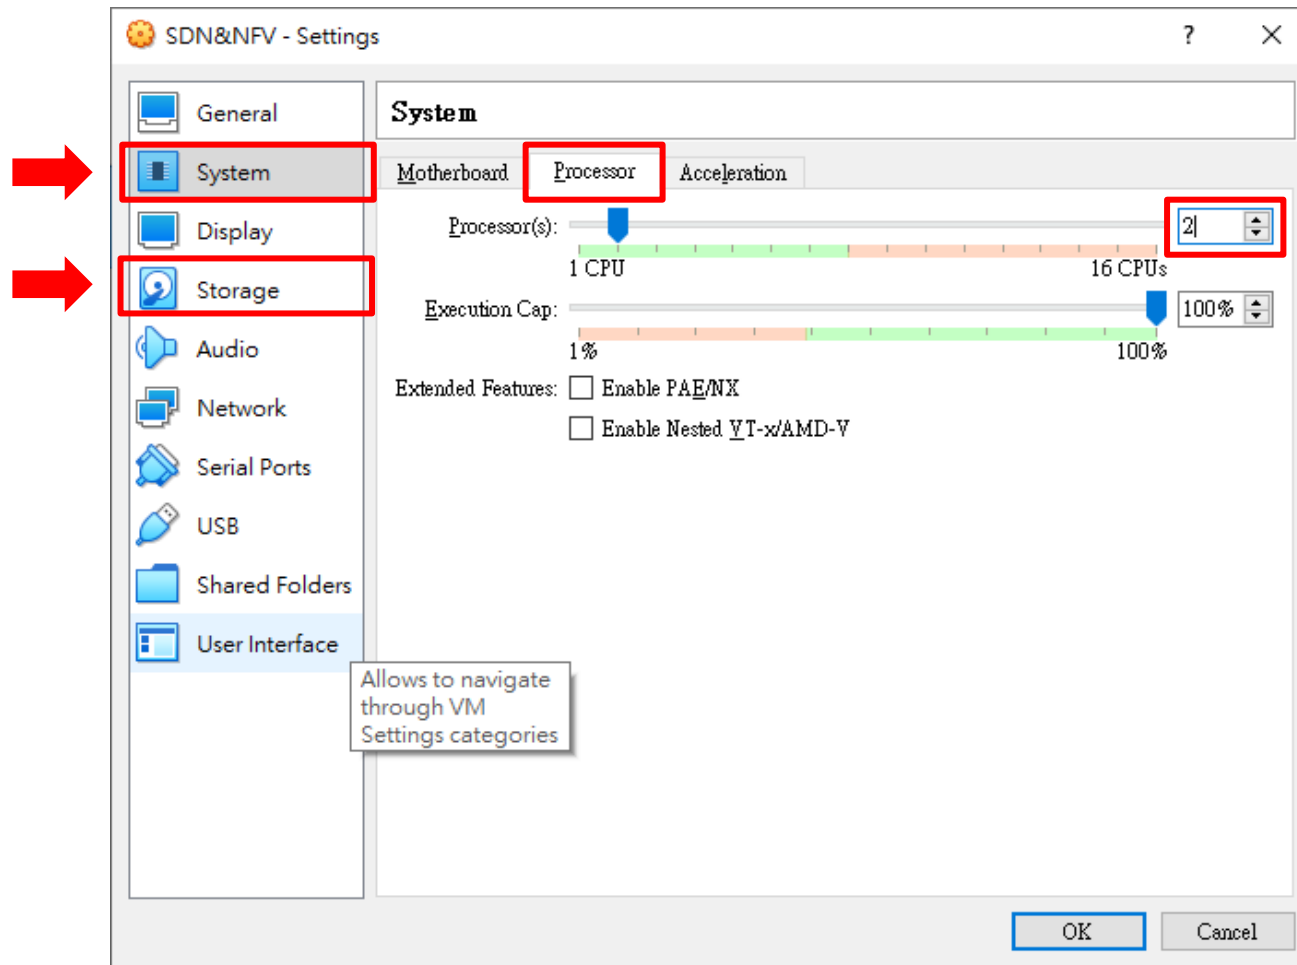 SDN&NFV - Settings
?
General
System
Display
Storage
Audio
Network
Serial Ports
USB
Shared Folders
User Interface
System
Motherboard Processor Acceleration
Processor(s): 2
1 CPU 16 CPUs
Execution Cap: 100%
1% 100%
Extended Features: Enable PAE/NX
Enable Nested VT-x/AMD-V
Allows to navigate
through VM
Settings categories
OK Cancel